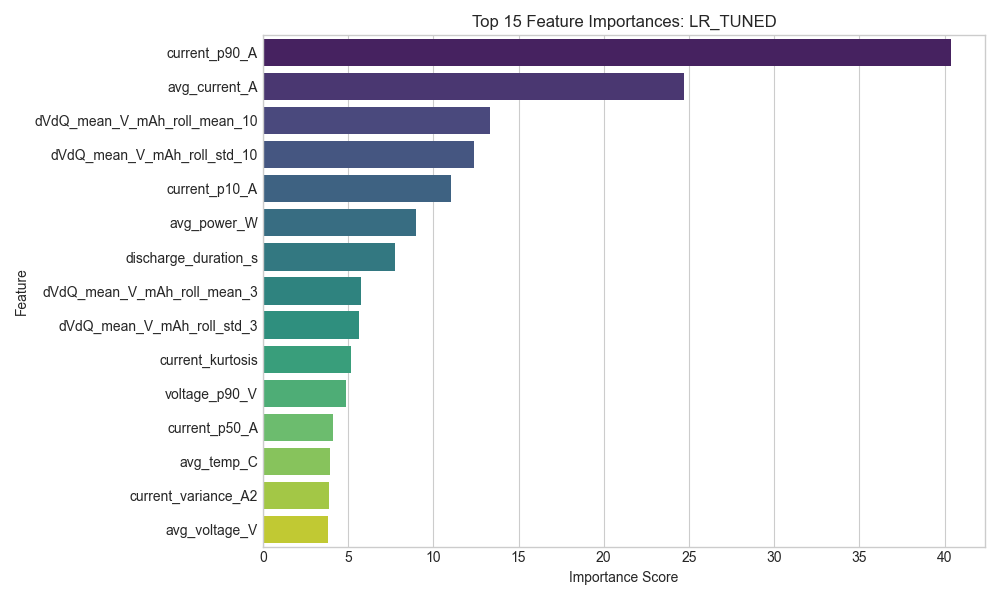 Top 15 Feature Importances: LR_TUNED
Feature
current_p90_A
avg_current_A
dVdQ_mean_V_mAh_roll_mean_10
dVdQ_mean_V_mAh_roll_std_10
current_p10_A
avg_power_W
discharge_duration_s
dVdQ_mean_V_mAh_roll_mean_3
dVdQ_mean_V_mAh_roll_std_3
current_kurtosis
voltage_p90_V
current_p50_A
avg_temp_C
current_variance_A2
avg_voltage_V
0 5 10 15 20 25 30 35 40
Importance Score